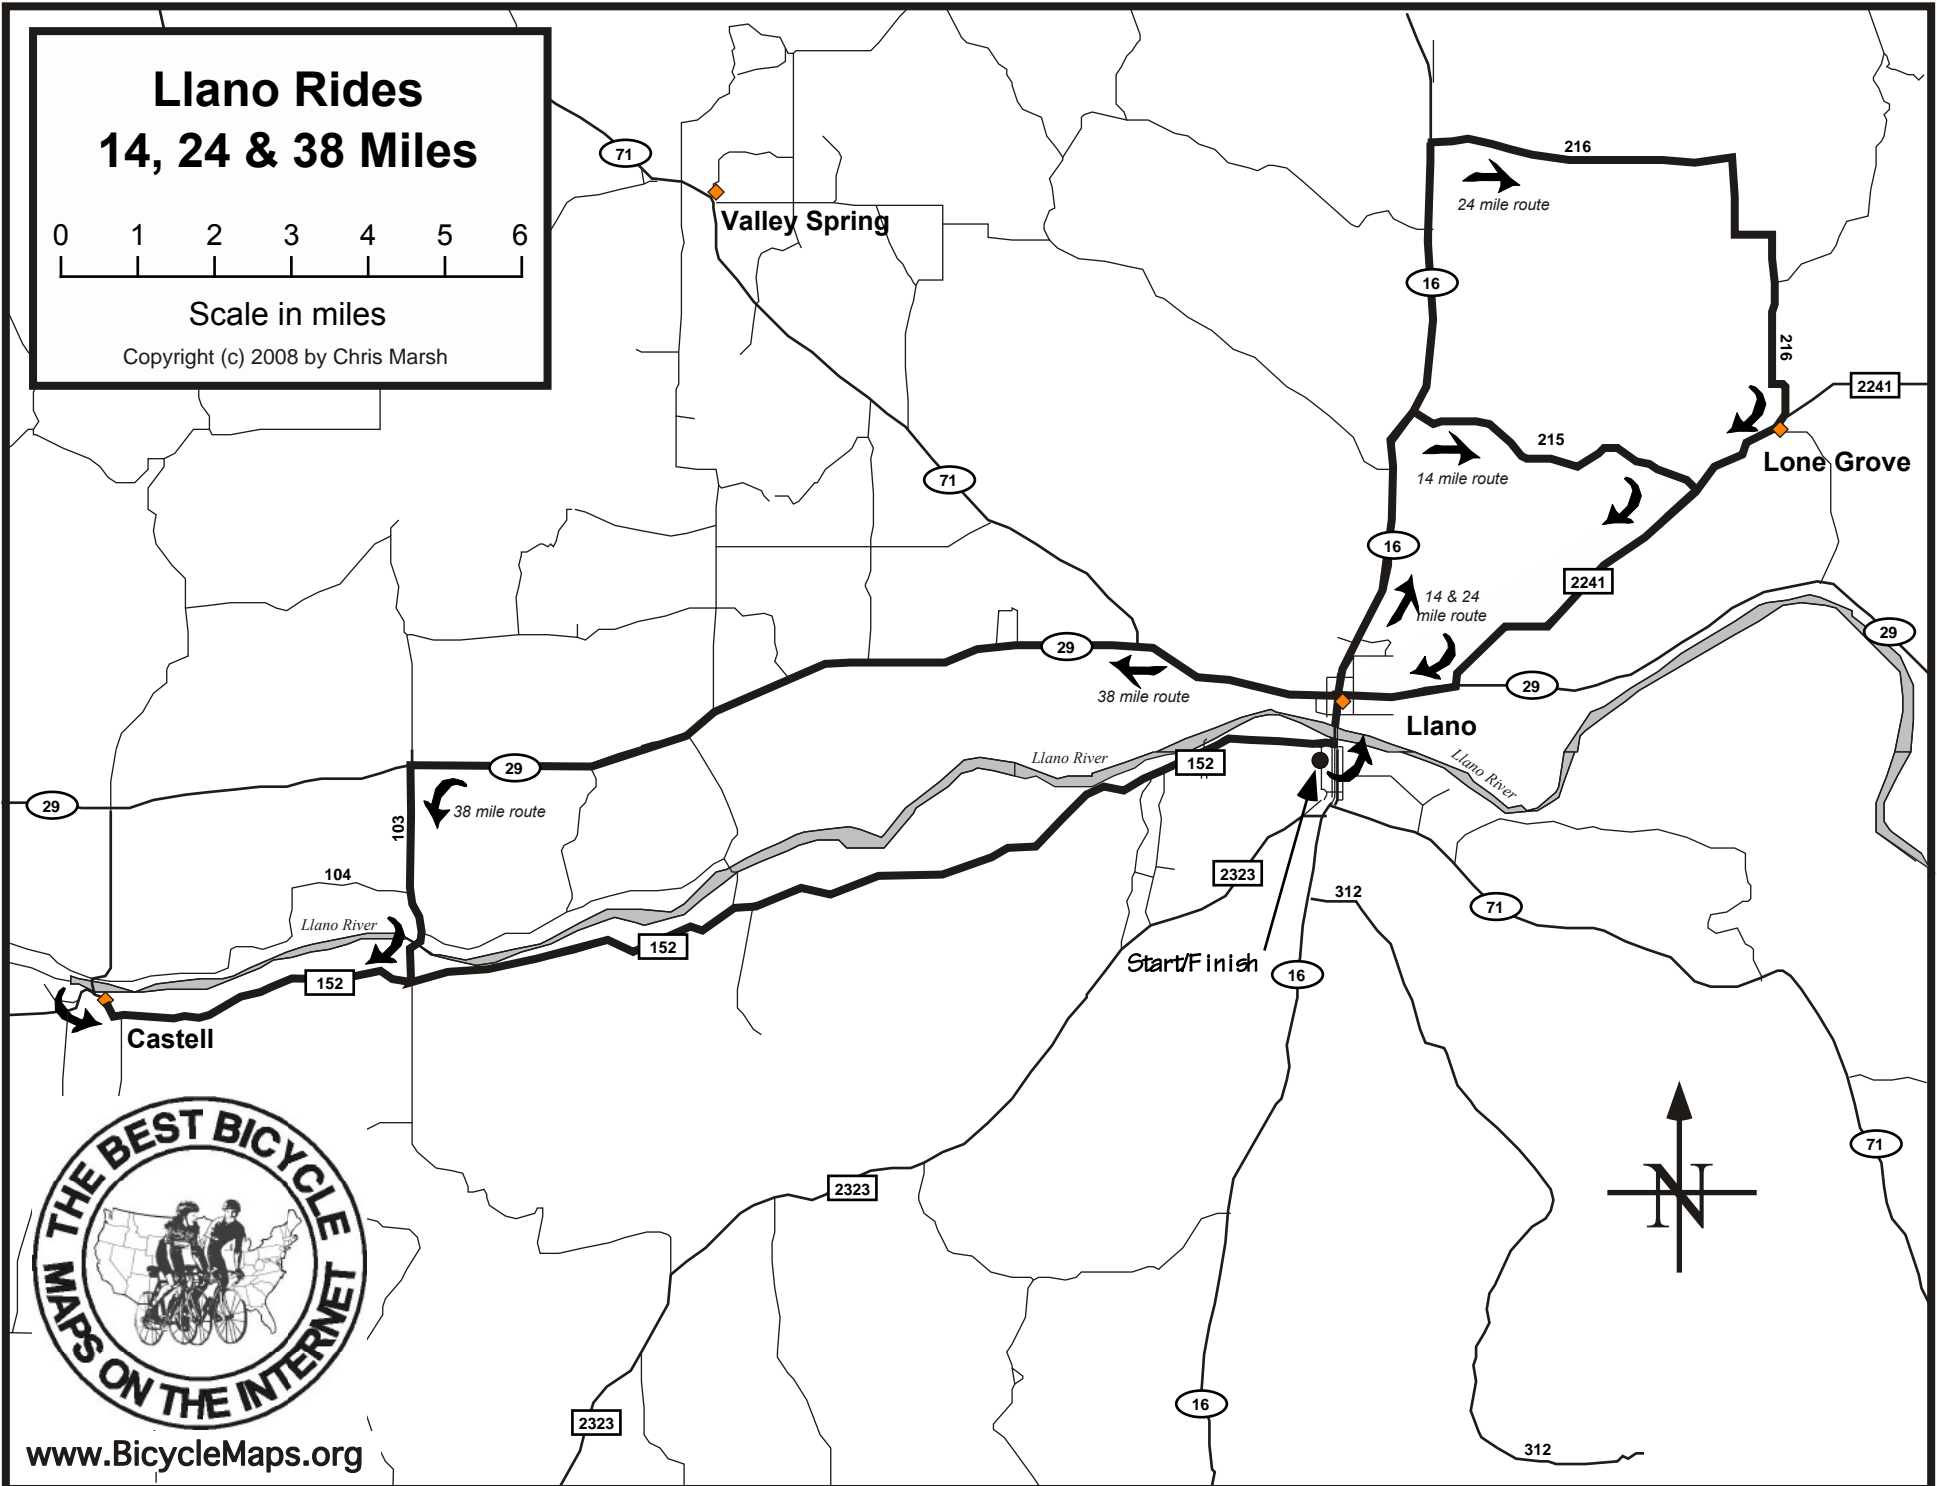 Llano Rides
14, 24 & 38 Miles
0 1 2 3 4 5 6
Scale in miles
Copyright (c) 2008 by Chris Marsh
71
Valley Spring
216
24 mile route
16
216
2241
Lone Grove
215
14 mile route
71
16
2241
14 & 24
mile route
29
29
38 mile route
29
Llano
Llano River
Llano River
152
29
29
38 mile route
103
104
2323
312
71
Llano River
152
152
Start/Finish
16
Castell
THE BEST BICYCLE
MAPS ON THE INTERNET
www.BicycleMaps.org
2323
N
71
16
2323
312